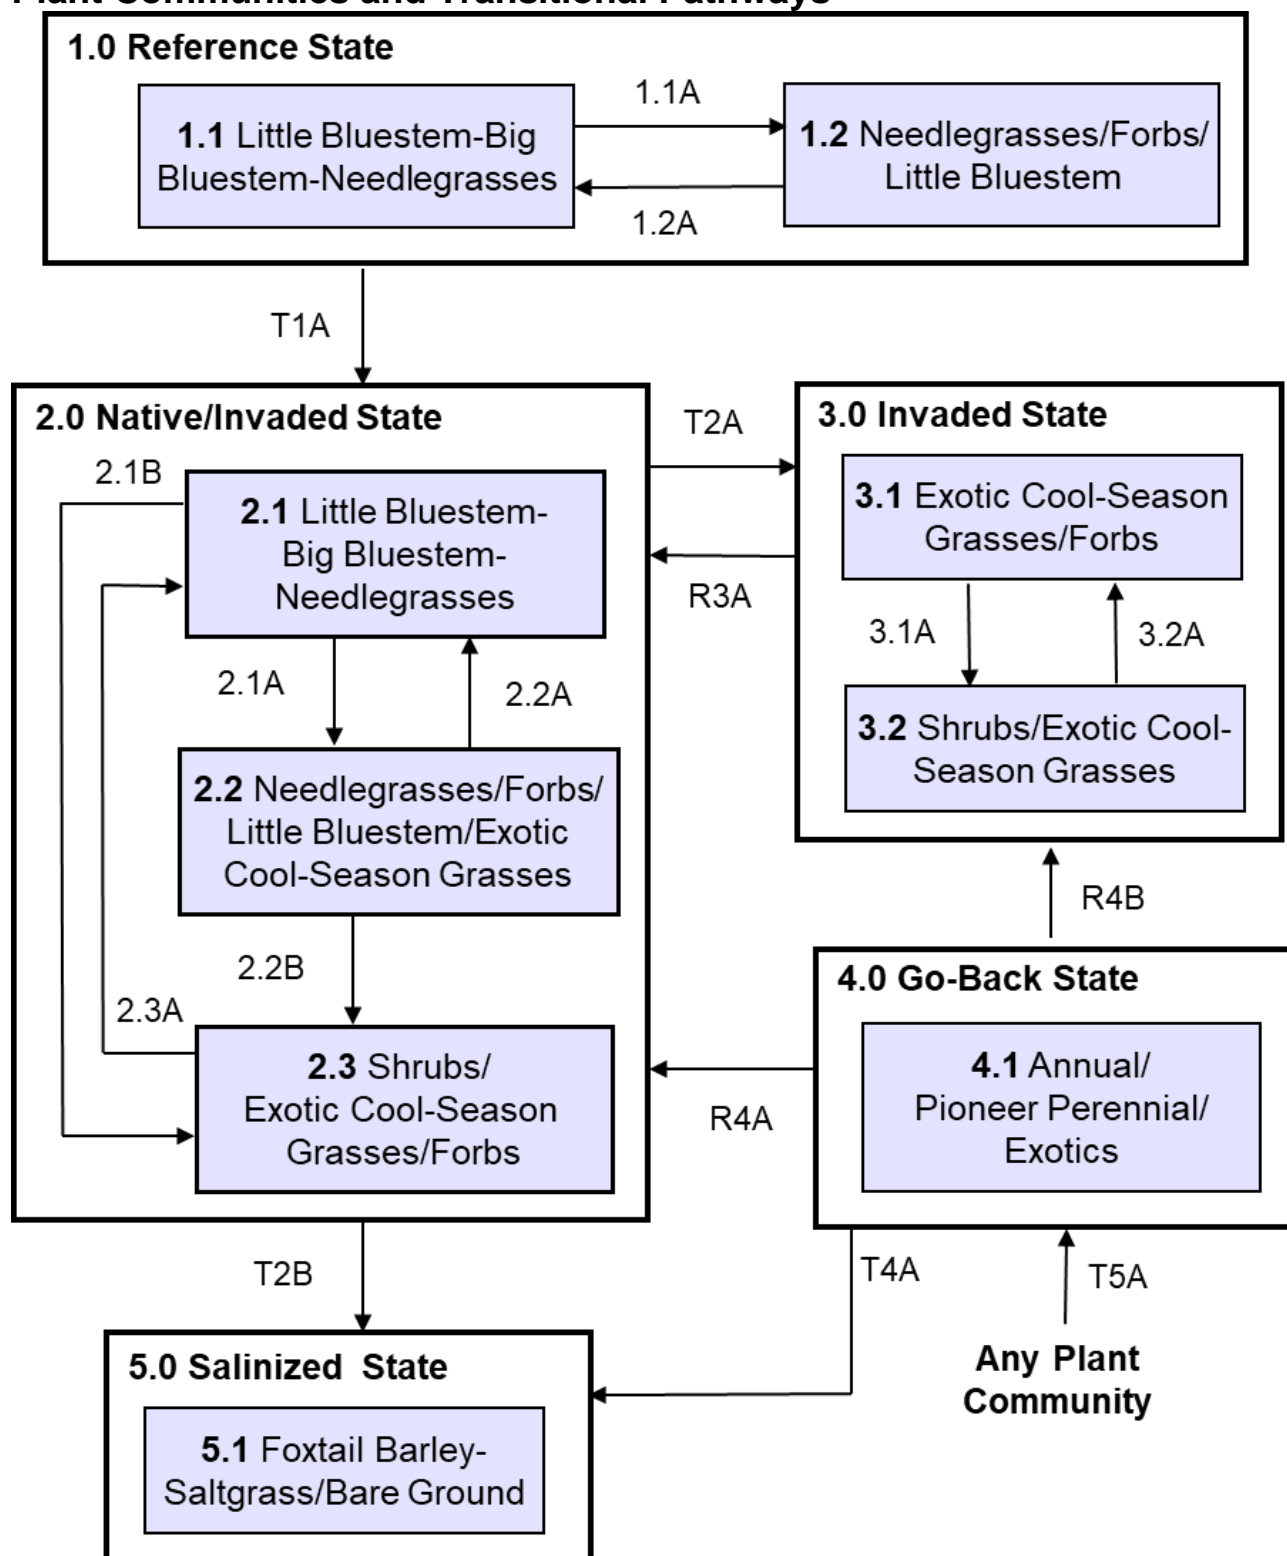 Plant Communities and Transitional Pathways
1.0 Reference State
1.1A
1.1 Little Bluestem-Big
Bluestem-Needlegrasses
1.2 Needlegrasses/Forbs/
Little Bluestem
1.2A
T1A
2.0 Native/Invaded State
T2A
3.0 Invaded State
2.1B
2.1 Little Bluestem-
Big Bluestem-
Needlegrasses
3.1 Exotic Cool-Season
Grasses/Forbs
R3A
3.1A
3.2A
2.1A
2.2A
3.2 Shrubs/Exotic Cool-
Season Grasses
2.2 Needlegrasses/Forbs/
Little Bluestem/Exotic
Cool-Season Grasses
R4B
2.2B
4.0 Go-Back State
2.3A
2.3 Shrubs/
Exotic Cool-Season
Grasses/Forbs
4.1 Annual/
Pioneer Perennial/
Exotics
R4A
T2B
T4A
T5A
5.0 Salinized State
Any Plant
Community
5.1 Foxtail Barley-
Saltgrass/Bare Ground